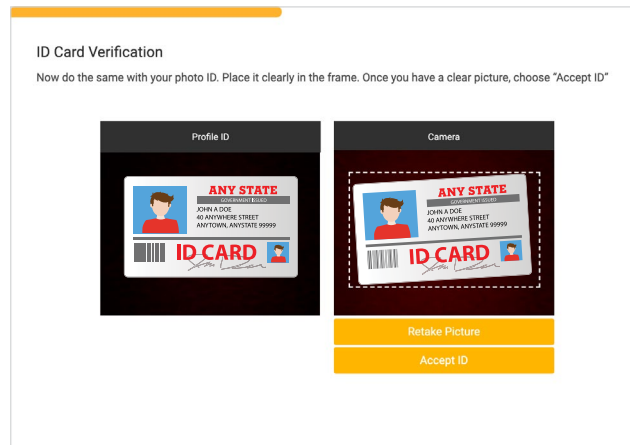 ID Card Verification
Now do the same with your photo ID. Place it clearly in the frame. Once you have a clear picture, choose “Accept ID”
Profile ID
ANY STATE
GOVERNMENT ISSUED
JOHN A DOE
40 ANYWHERE STREET
ANYTOWN, ANYSTATE 99999
ID CARD
Camera
ANY STATE
GOVERNMENT ISSUED
JOHN A DOE
40 ANYWHERE STREET
ANYTOWN, ANYSTATE 99999
ID CARD
Retake Picture
Accept ID